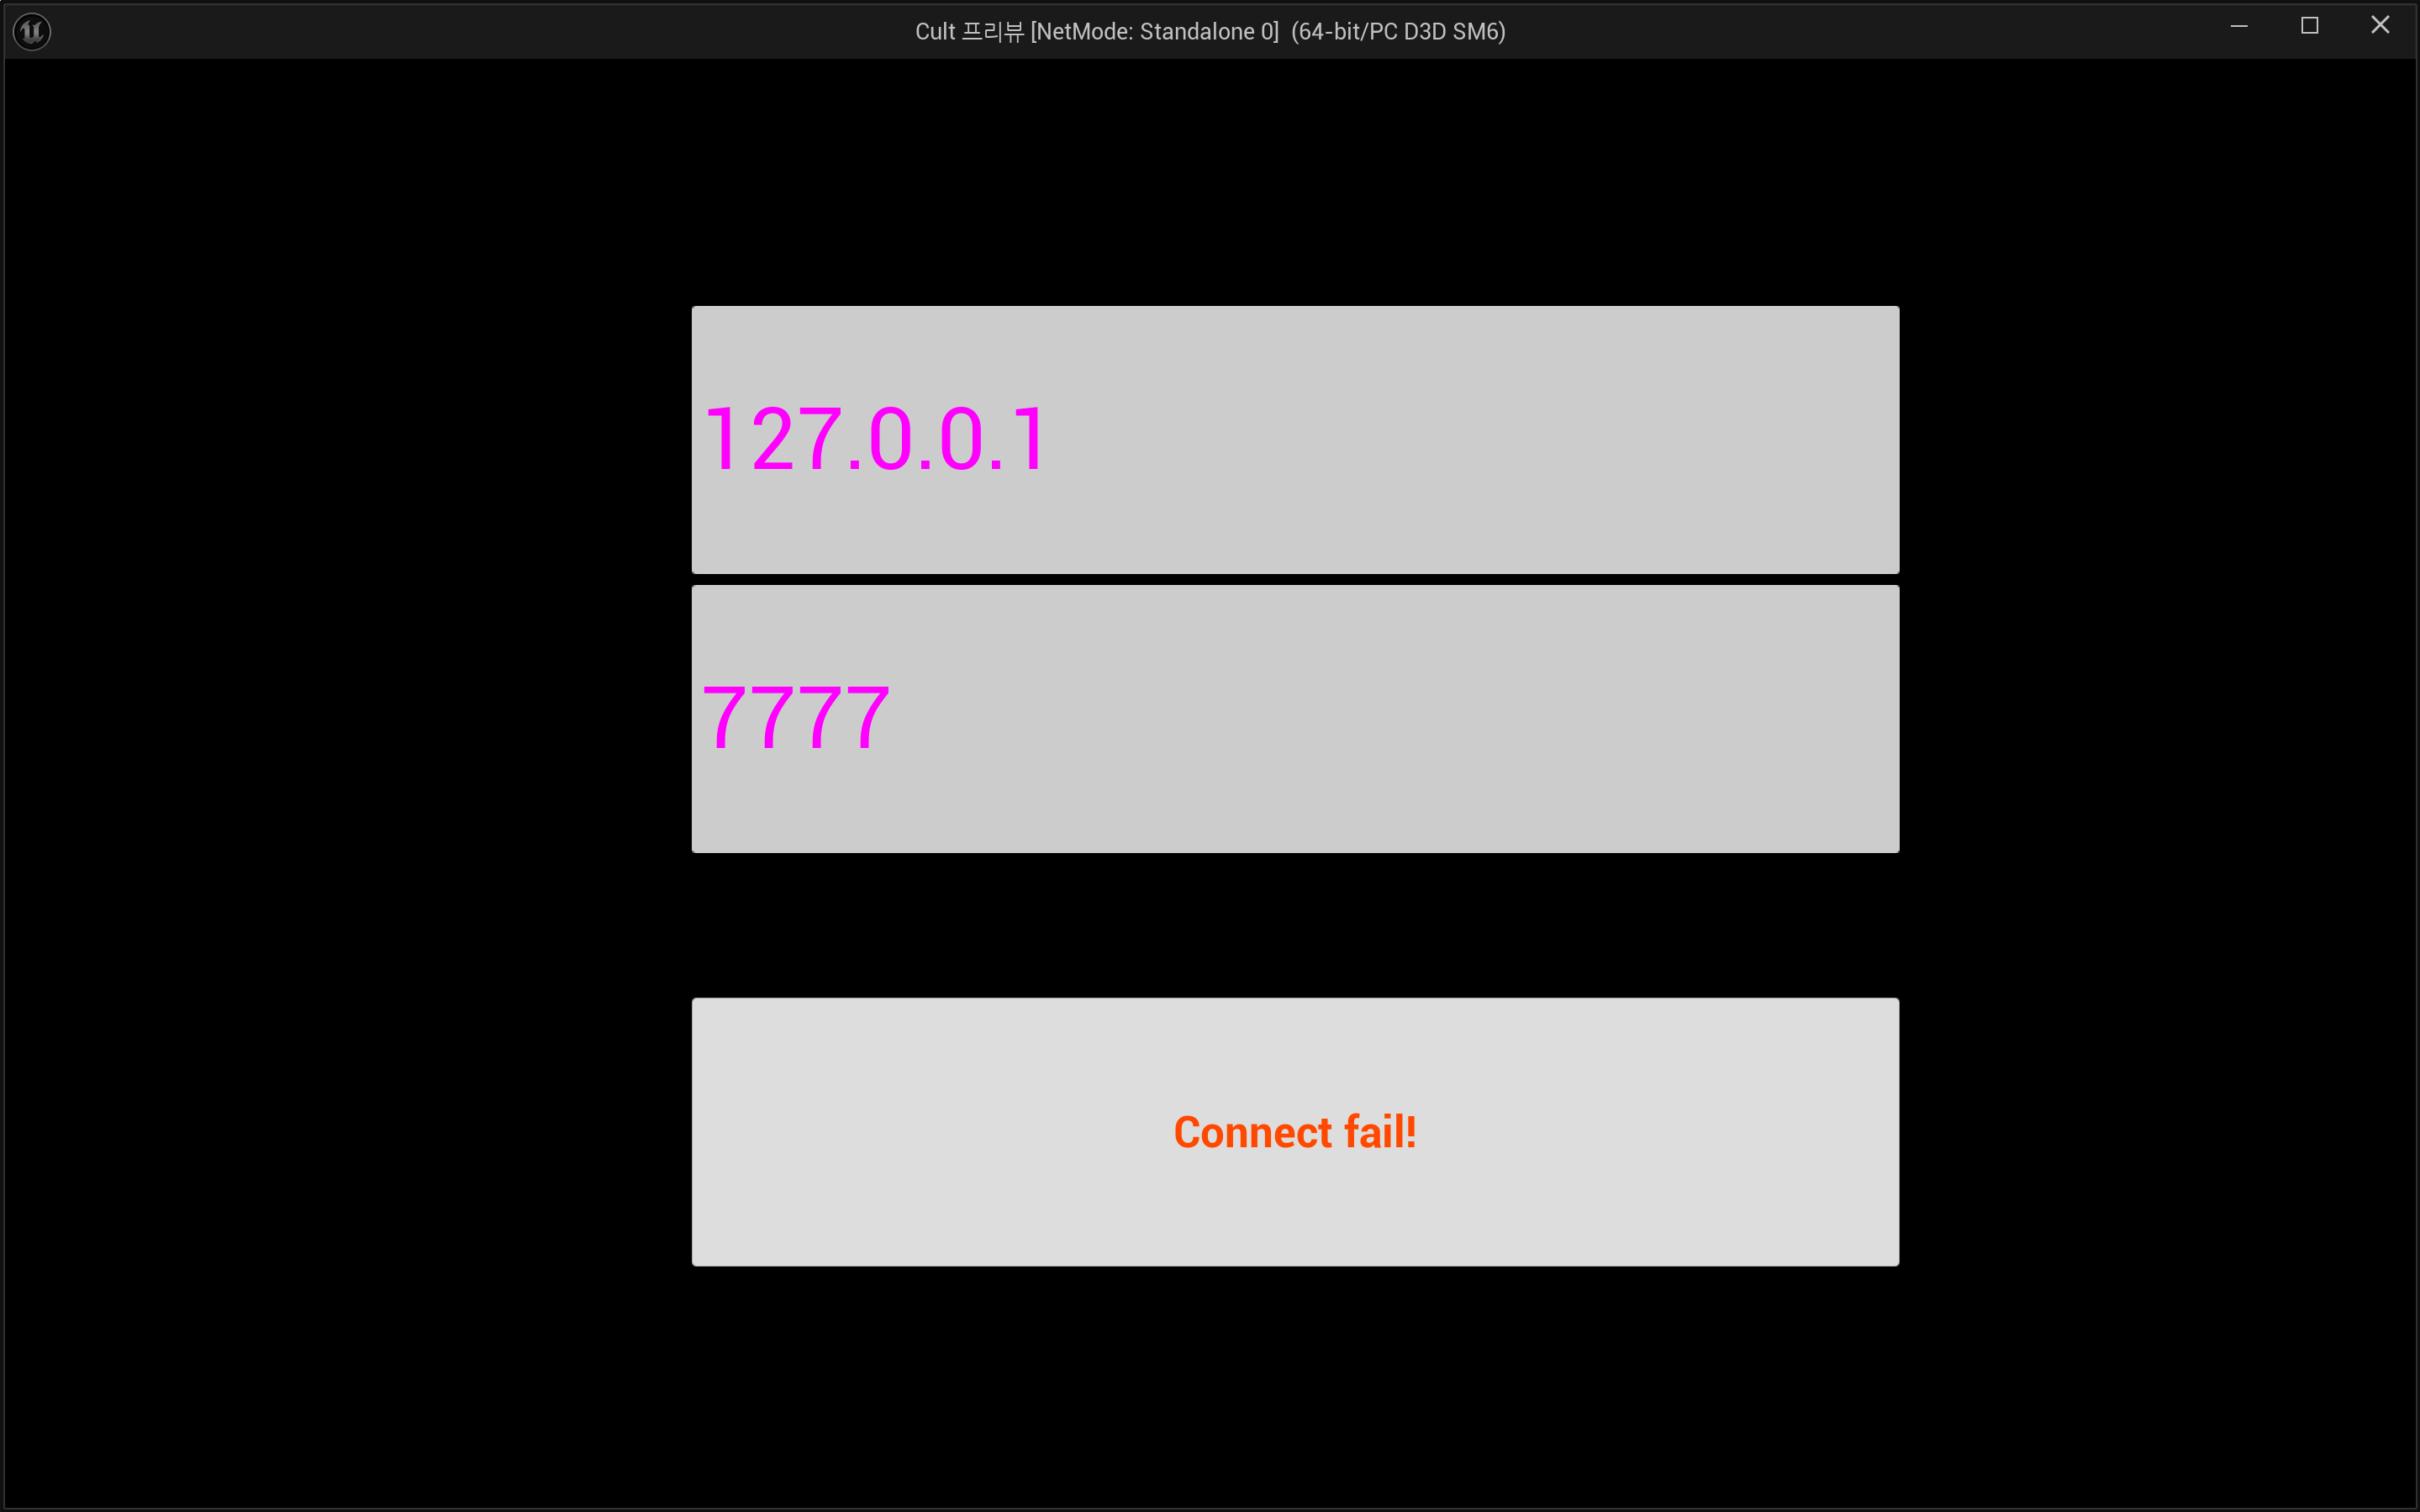 Cult 프리뷰 [NetMode: Standalone 0]  (64-bit/PC D3D SM6)
127.0.0.1
7777
Connect fail!